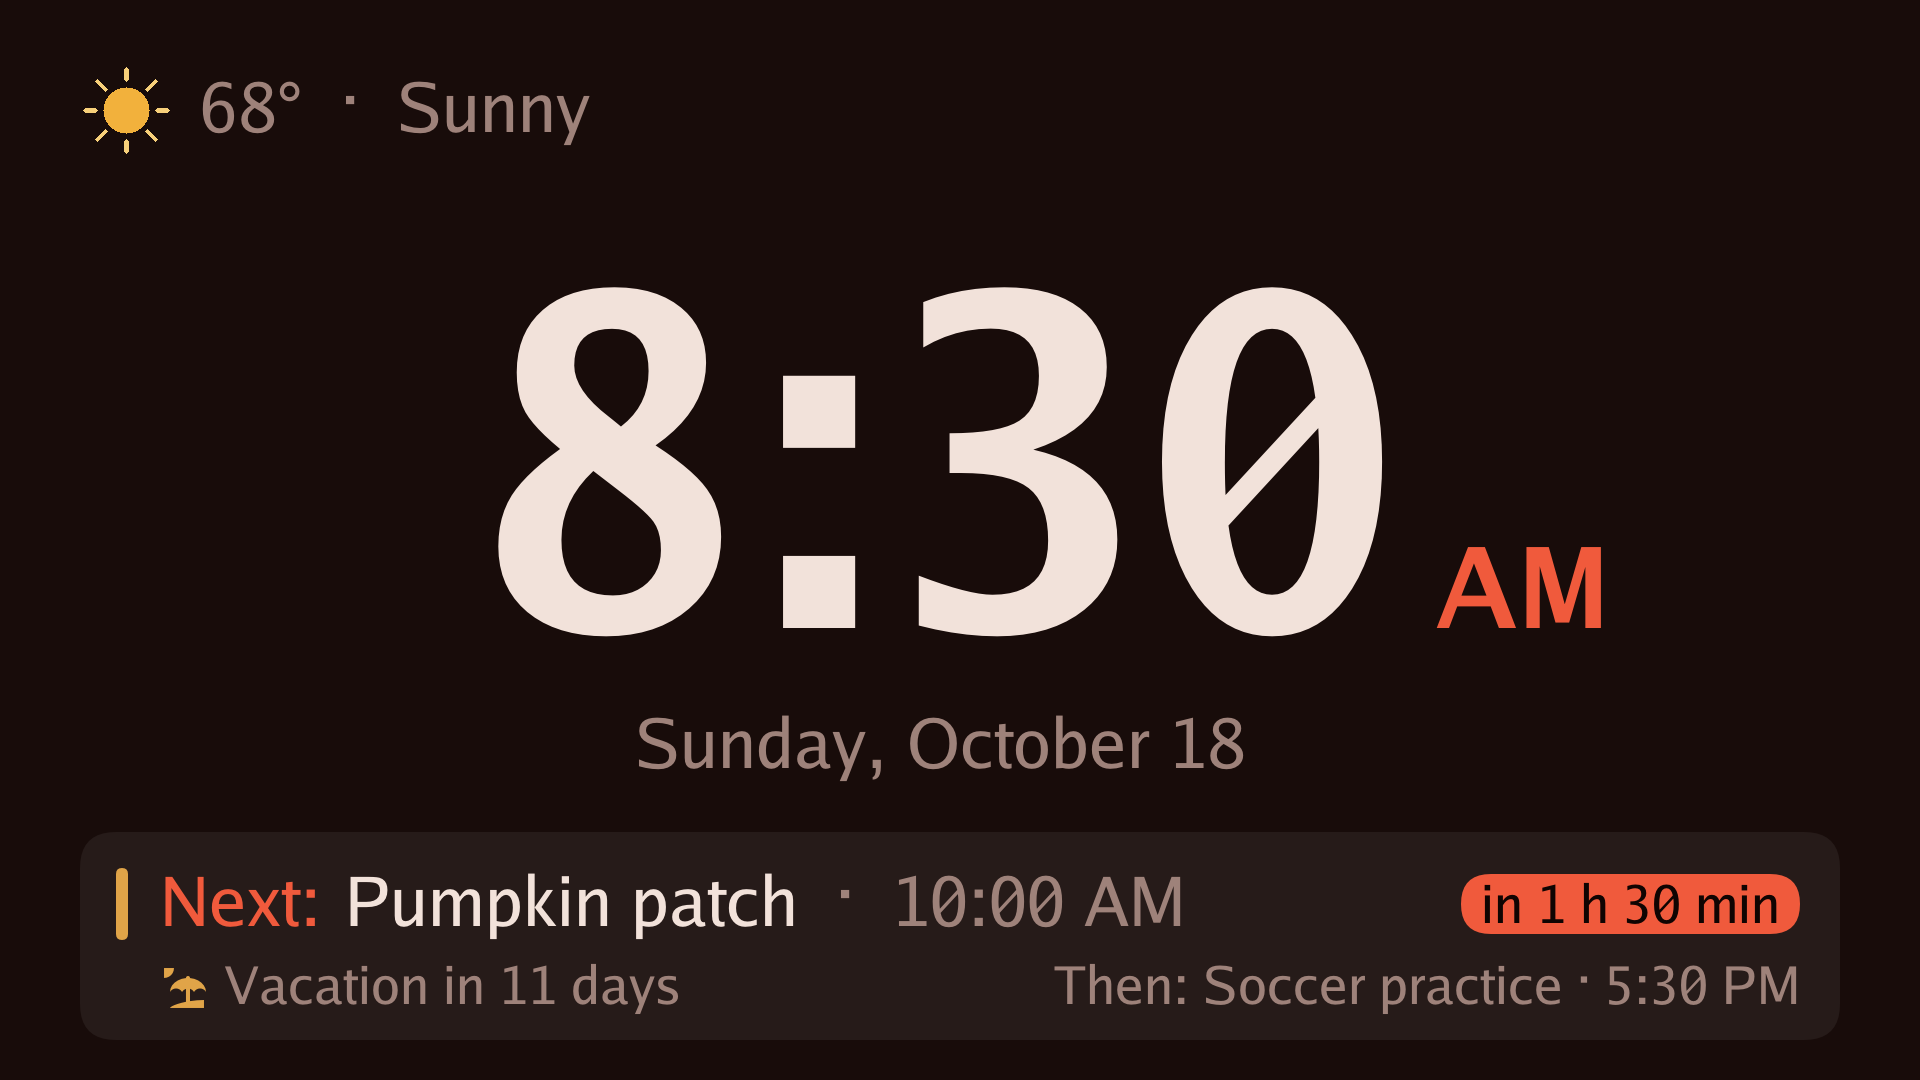 68° · Sunny
8:30 AM
Sunday, October 18
Next: Pumpkin patch · 10:00 AM in 1 h 30 min
Vacation in 11 days Then: Soccer practice · 5:30 PM